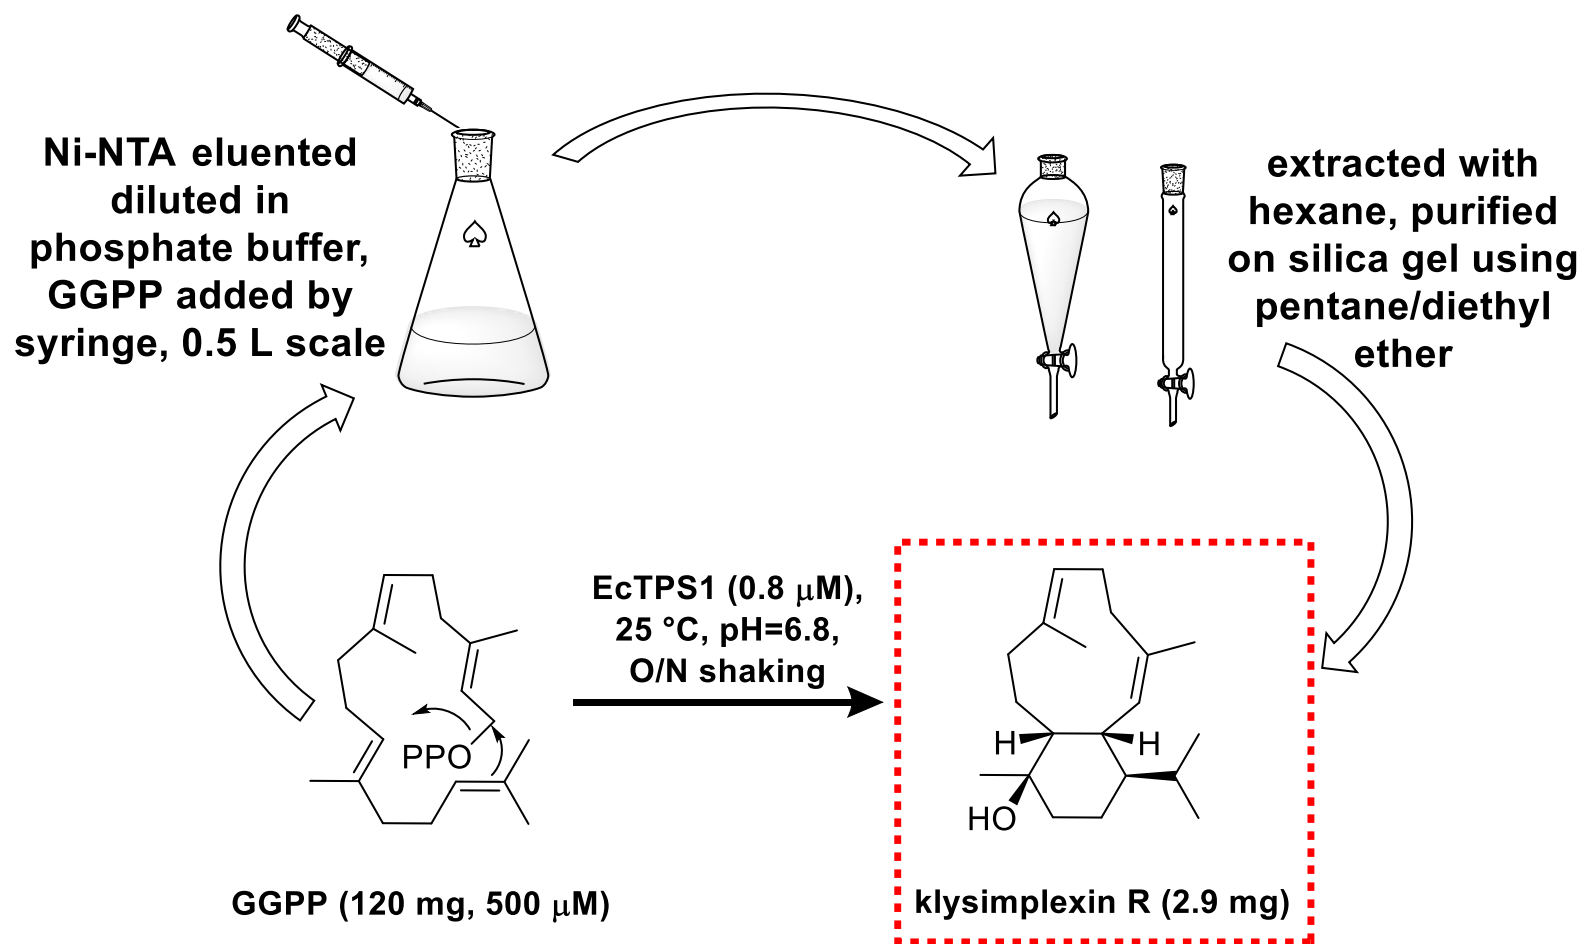 Ni-NTA eluented
diluted in
phosphate buffer,
GGPP added by
syringe, 0.5 L scale
extracted with
hexane, purified
on silica gel using
pentane/diethyl
ether
EcTPS1 (0.8 μM),
25 °C, pH=6.8,
O/N shaking
PPO
H
H
HO
GGPP (120 mg, 500 μM)
klysimplexin R (2.9 mg)